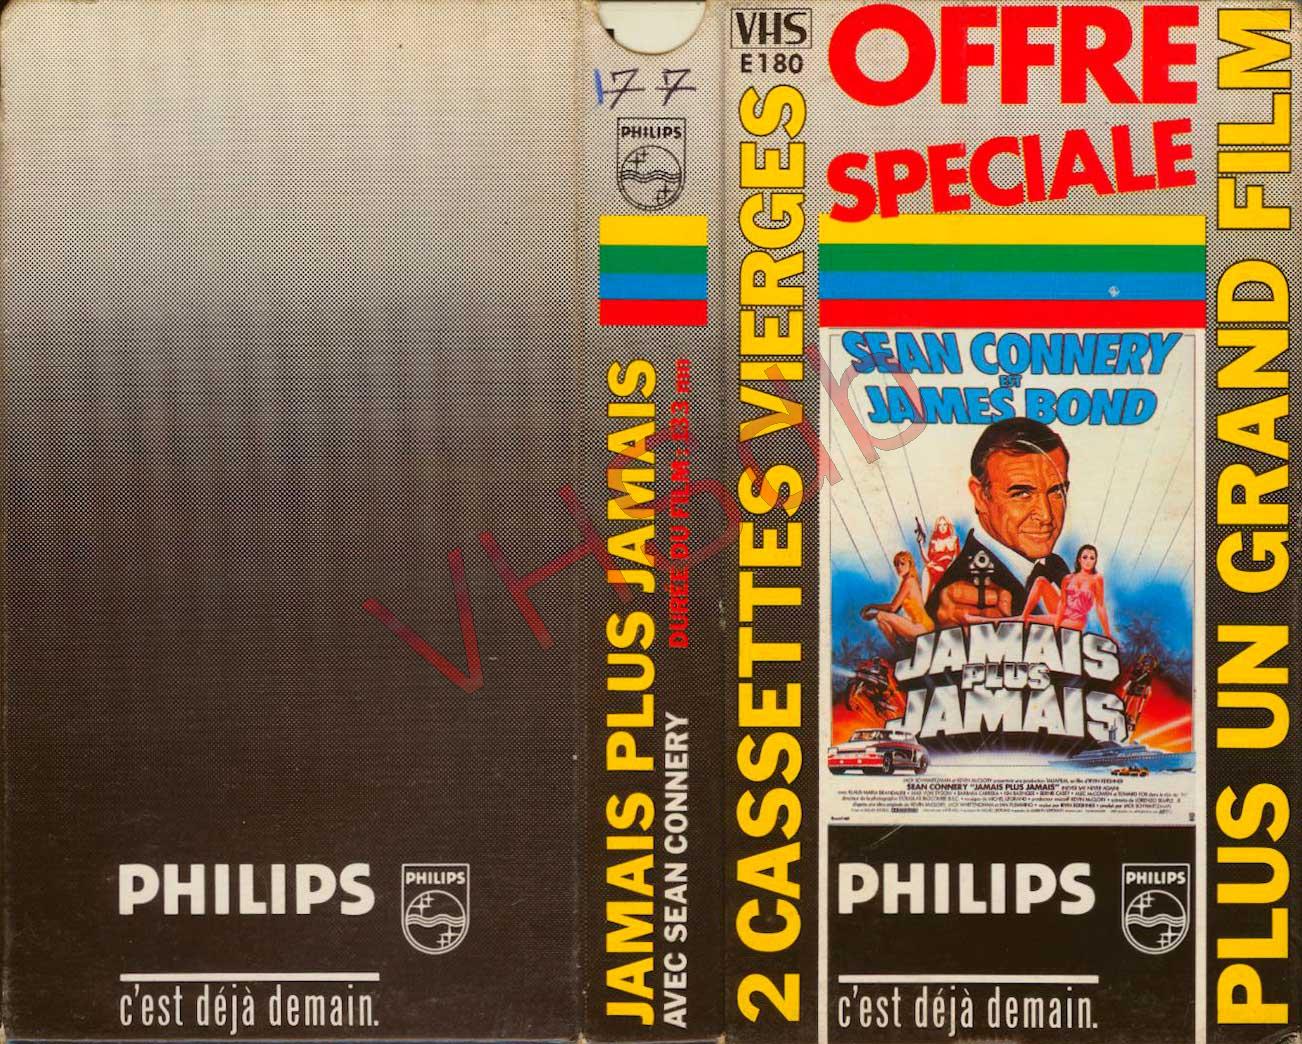 PHILIPS
PHILIPS
c'est déjà demain.
177
PHILIPS
JAMAIS PLUS JAMAIS
AVEC SEAN CONNERY
DURÉE DU FILM : 133 mn
VHS
E180
2 CASSETTES VIERGES
OFFRE
SPECIALE
SEAN CONNERY
EST
JAMES BOND
JAMAIS
PLUS
JAMAIS
SEAN CONNERY "JAMAIS PLUS JAMAIS"
PHILIPS
PHILIPS
c'est déjà demain.
PLUS UN GRAND FILM
VHSdb